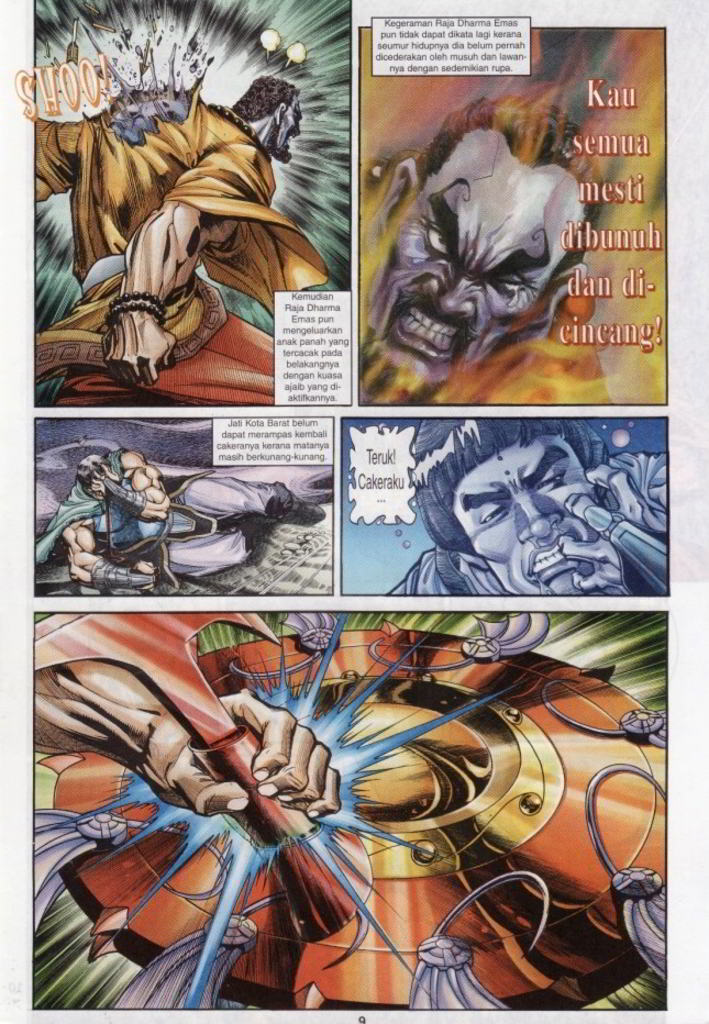 SHOO!
Kemudian
Raja Dharma
Emas pun
mengeluarkan
anak panah yang
tercacak pada
belakangnya
dengan kuasa
ajaib yang di-
aktifkannya.
Kegeraman Raja Dharma Emas
pun tidak dapat dikata lagi kerana
seumur hidupnya dia belum pernah
dicederakan oleh musuh dan lawan-
nya dengan sedemikian rupa.
Kau
semua
mesti
dibunuh
dan di-
cincang!
Jati Kota Barat belum
dapat merampas kembali
cakeranya kerana matanya
masih berkunang-kunang.
Teruk!
Cakeraku
...
9